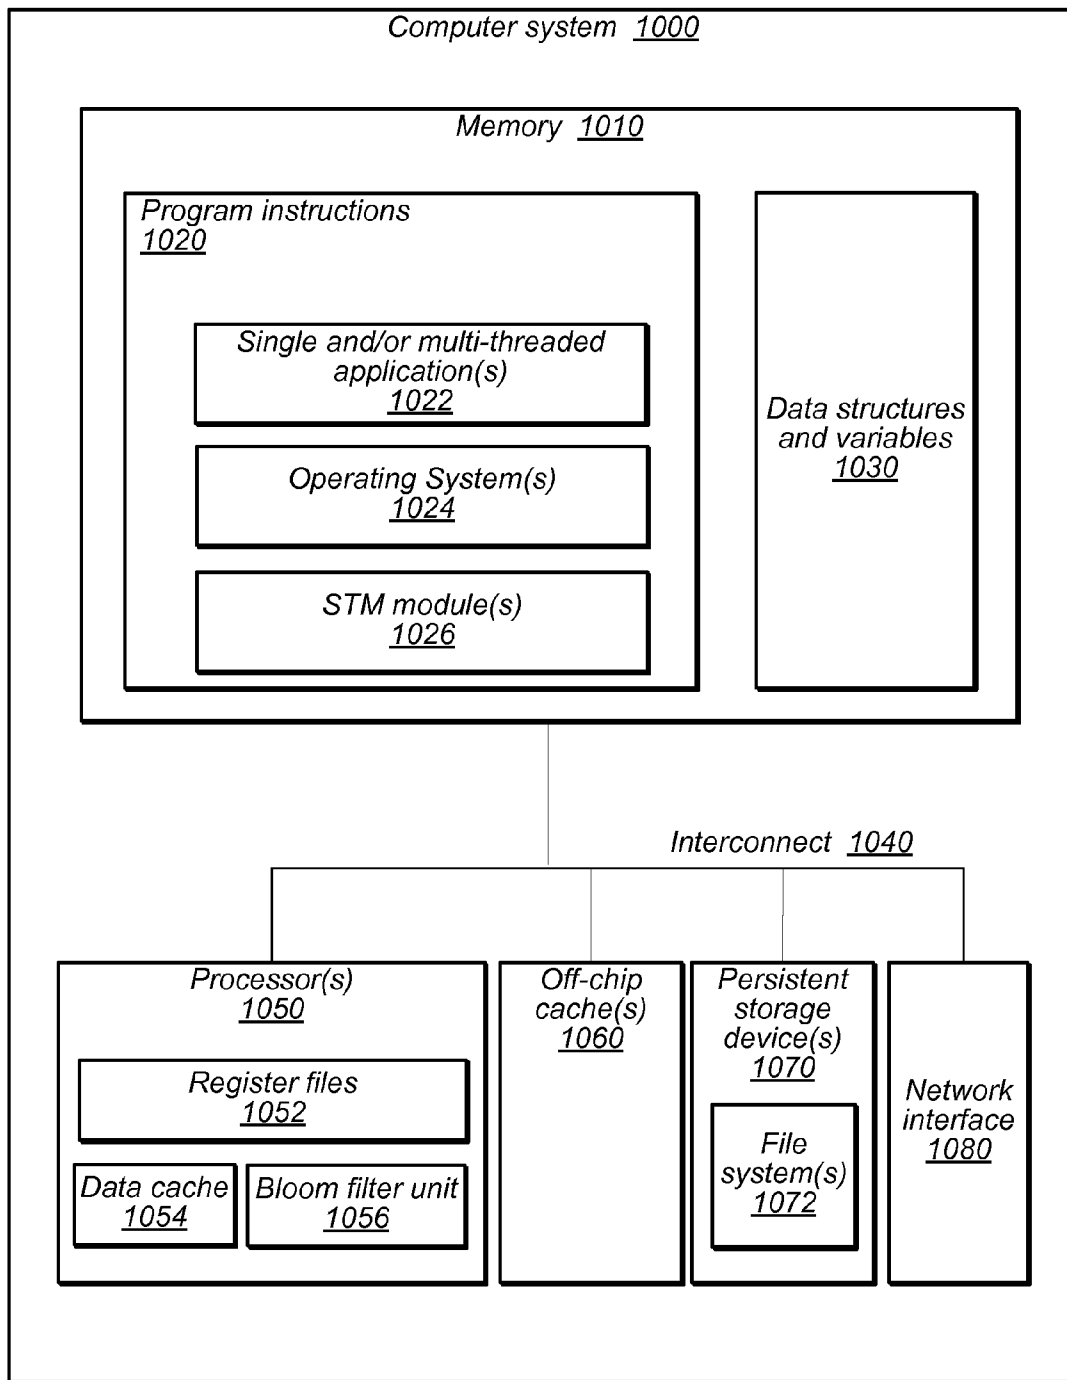 Computer system 1000
Memory 1010
Program instructions
1020
Single and/or multi-threaded
application(s)
1022
Operating System(s)
1024
STM module(s)
1026
Data structures
and variables
1030
Interconnect 1040
Processor(s)
1050
Register files
1052
Data cache
1054
Bloom filter unit
1056
Off-chip
cache(s)
1060
Persistent
storage
device(s)
1070
File
system(s)
1072
Network
interface
1080